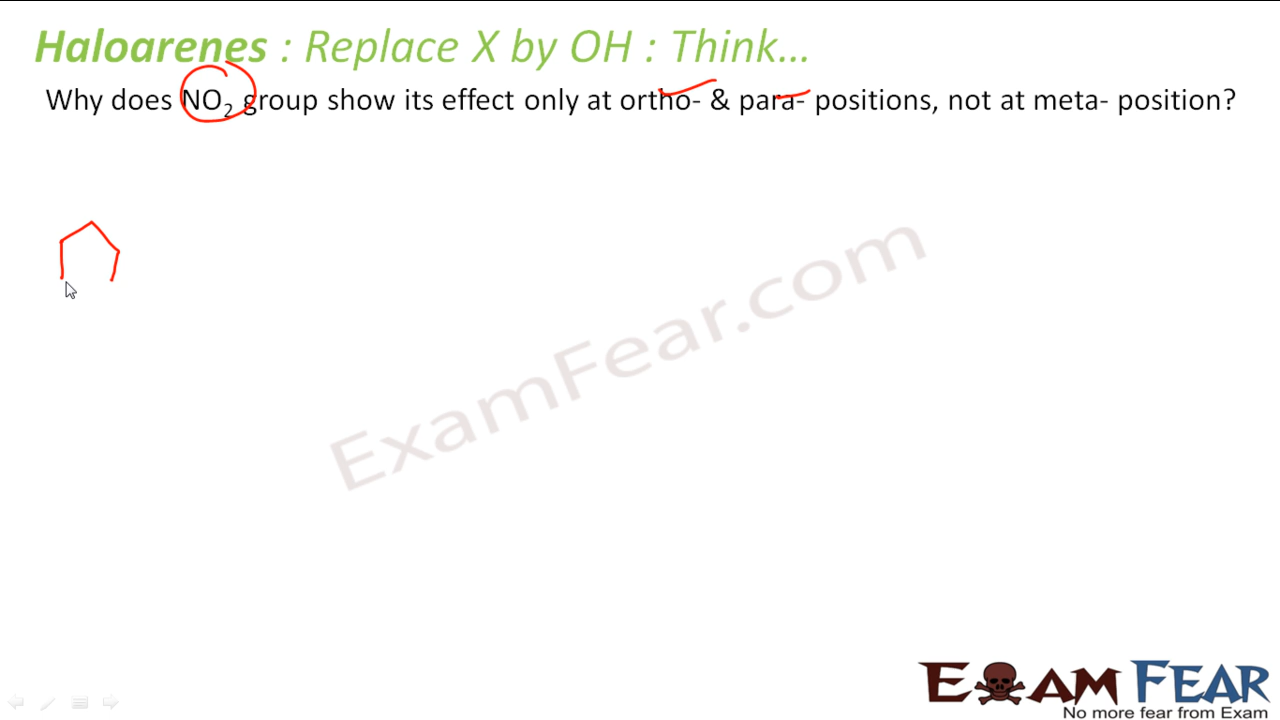 Haloarenes : Replace X by OH : Think...
Why does NO₂ group show its effect only at ortho- & para- positions, not at meta- position?
ExamFear.com
EXAM FEAR
No more fear from Exam